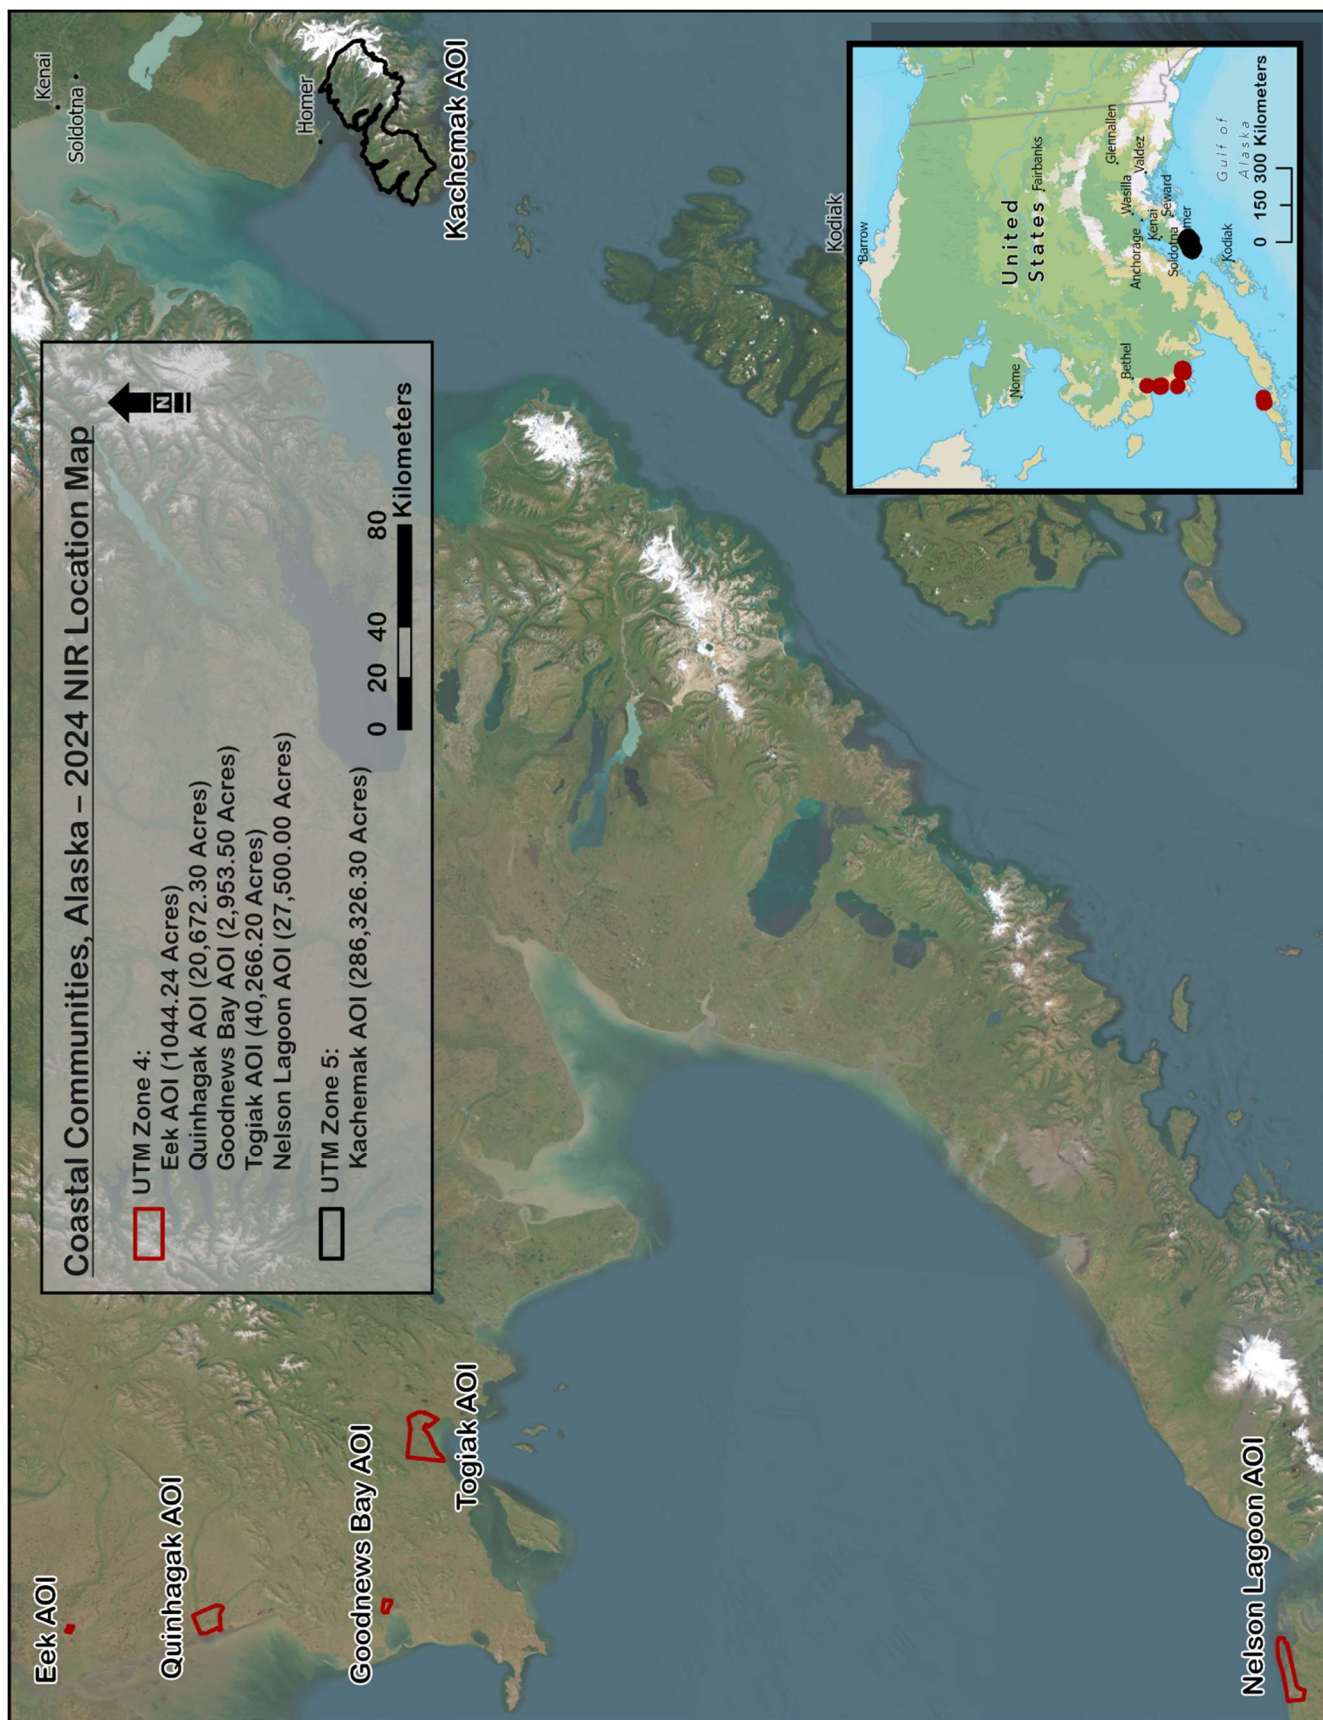 Coastal Communities, Alaska – 2024 NIR Location Map
UTM Zone 4:
Eek AOI (1044.24 Acres)
Quinhagak AOI (20,672.30 Acres)
Goodnews Bay AOI (2,953.50 Acres)
Togiak AOI (40,266.20 Acres)
Nelson Lagoon AOI (27,500.00 Acres)
UTM Zone 5:
Kachemak AOI (286,326.30 Acres)
N
0 20 40 80
Kilometers
Eek AOI
Quinhagak AOI
Goodnews Bay AOI
Togiak AOI
Nelson Lagoon AOI
Kenai
Soldotna
Homer
Kachemak AOI
Kodiak
Barrow
Nome
United
States
Fairbanks
Bethel
Glennallen
Wasilla
Anchorage
Valdez
Kenai
Soldotna
Seward
mer
Kodiak
Gulf of
Alaska
0 150 300 Kilometers